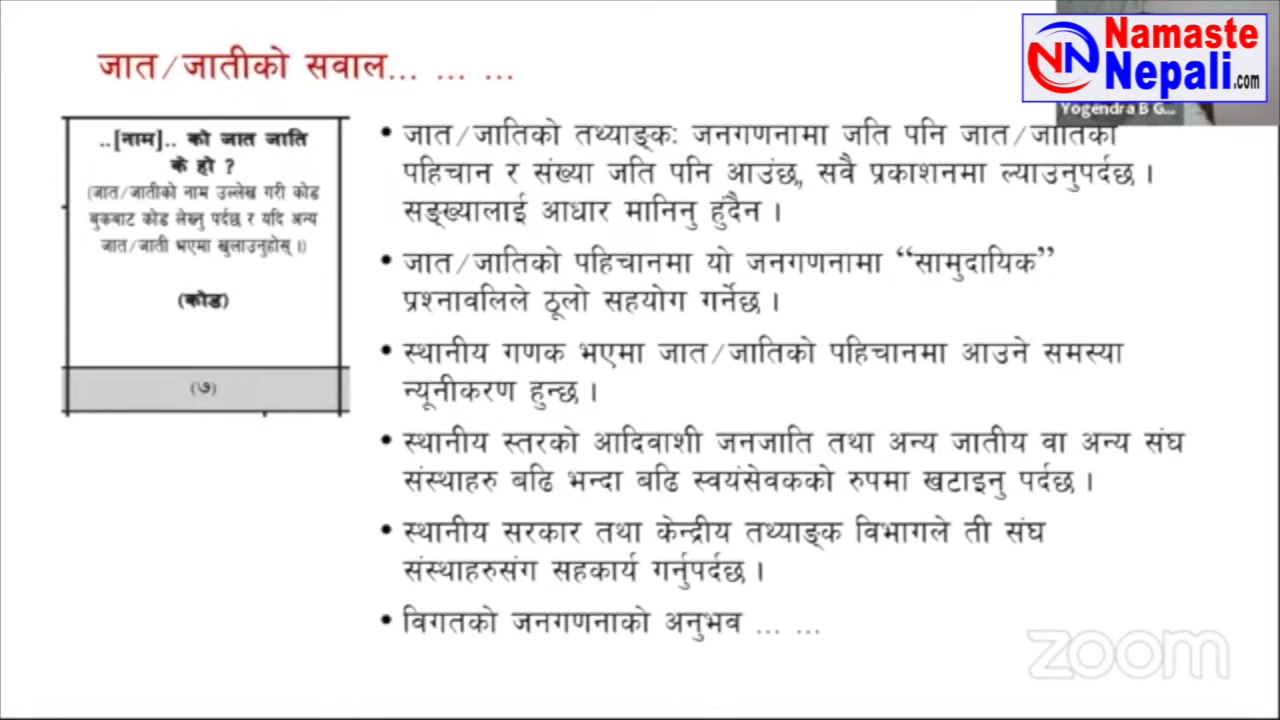 जात/जातीको सवाल... ... ...
Namaste
Nepali.com
Yogendra B G...
..[नाम].. को जात जाति
के हो ?
(जात/जातीको नाम उल्लेख गरी कोड
बुकबाट कोड लेख्नु पर्दछ र यदि अन्य
जात/जाती भएमा खुलाउनुहोस् ।)
(कोड)
(७)
• जात/जातिको तथ्याङ्कः जनगणनामा जति पनि जात/जातिको
पहिचान र संख्या जति पनि आउंछ, सवै प्रकाशनमा ल्याउनुपर्दछ ।
सङ्ख्यालाई आधार मानिनु हुंदैन ।
• जात/जातिको पहिचानमा यो जनगणनामा “सामुदायिक”
प्रश्नावलिले ठूलो सहयोग गर्नेछ ।
• स्थानीय गणक भएमा जात/जातिको पहिचानमा आउने समस्या
न्यूनीकरण हुन्छ ।
• स्थानीय स्तरको आदिवाशी जनजाति तथा अन्य जातीय वा अन्य संघ
संस्थाहरु बढि भन्दा बढि स्वयंसेवकको रुपमा खटाइनु पर्दछ ।
• स्थानीय सरकार तथा केन्द्रीय तथ्याङ्क विभागले ती संघ
संस्थाहरुसंग सहकार्य गर्नुपर्दछ ।
• विगतको जनगणनाको अनुभव ... ...
zoom